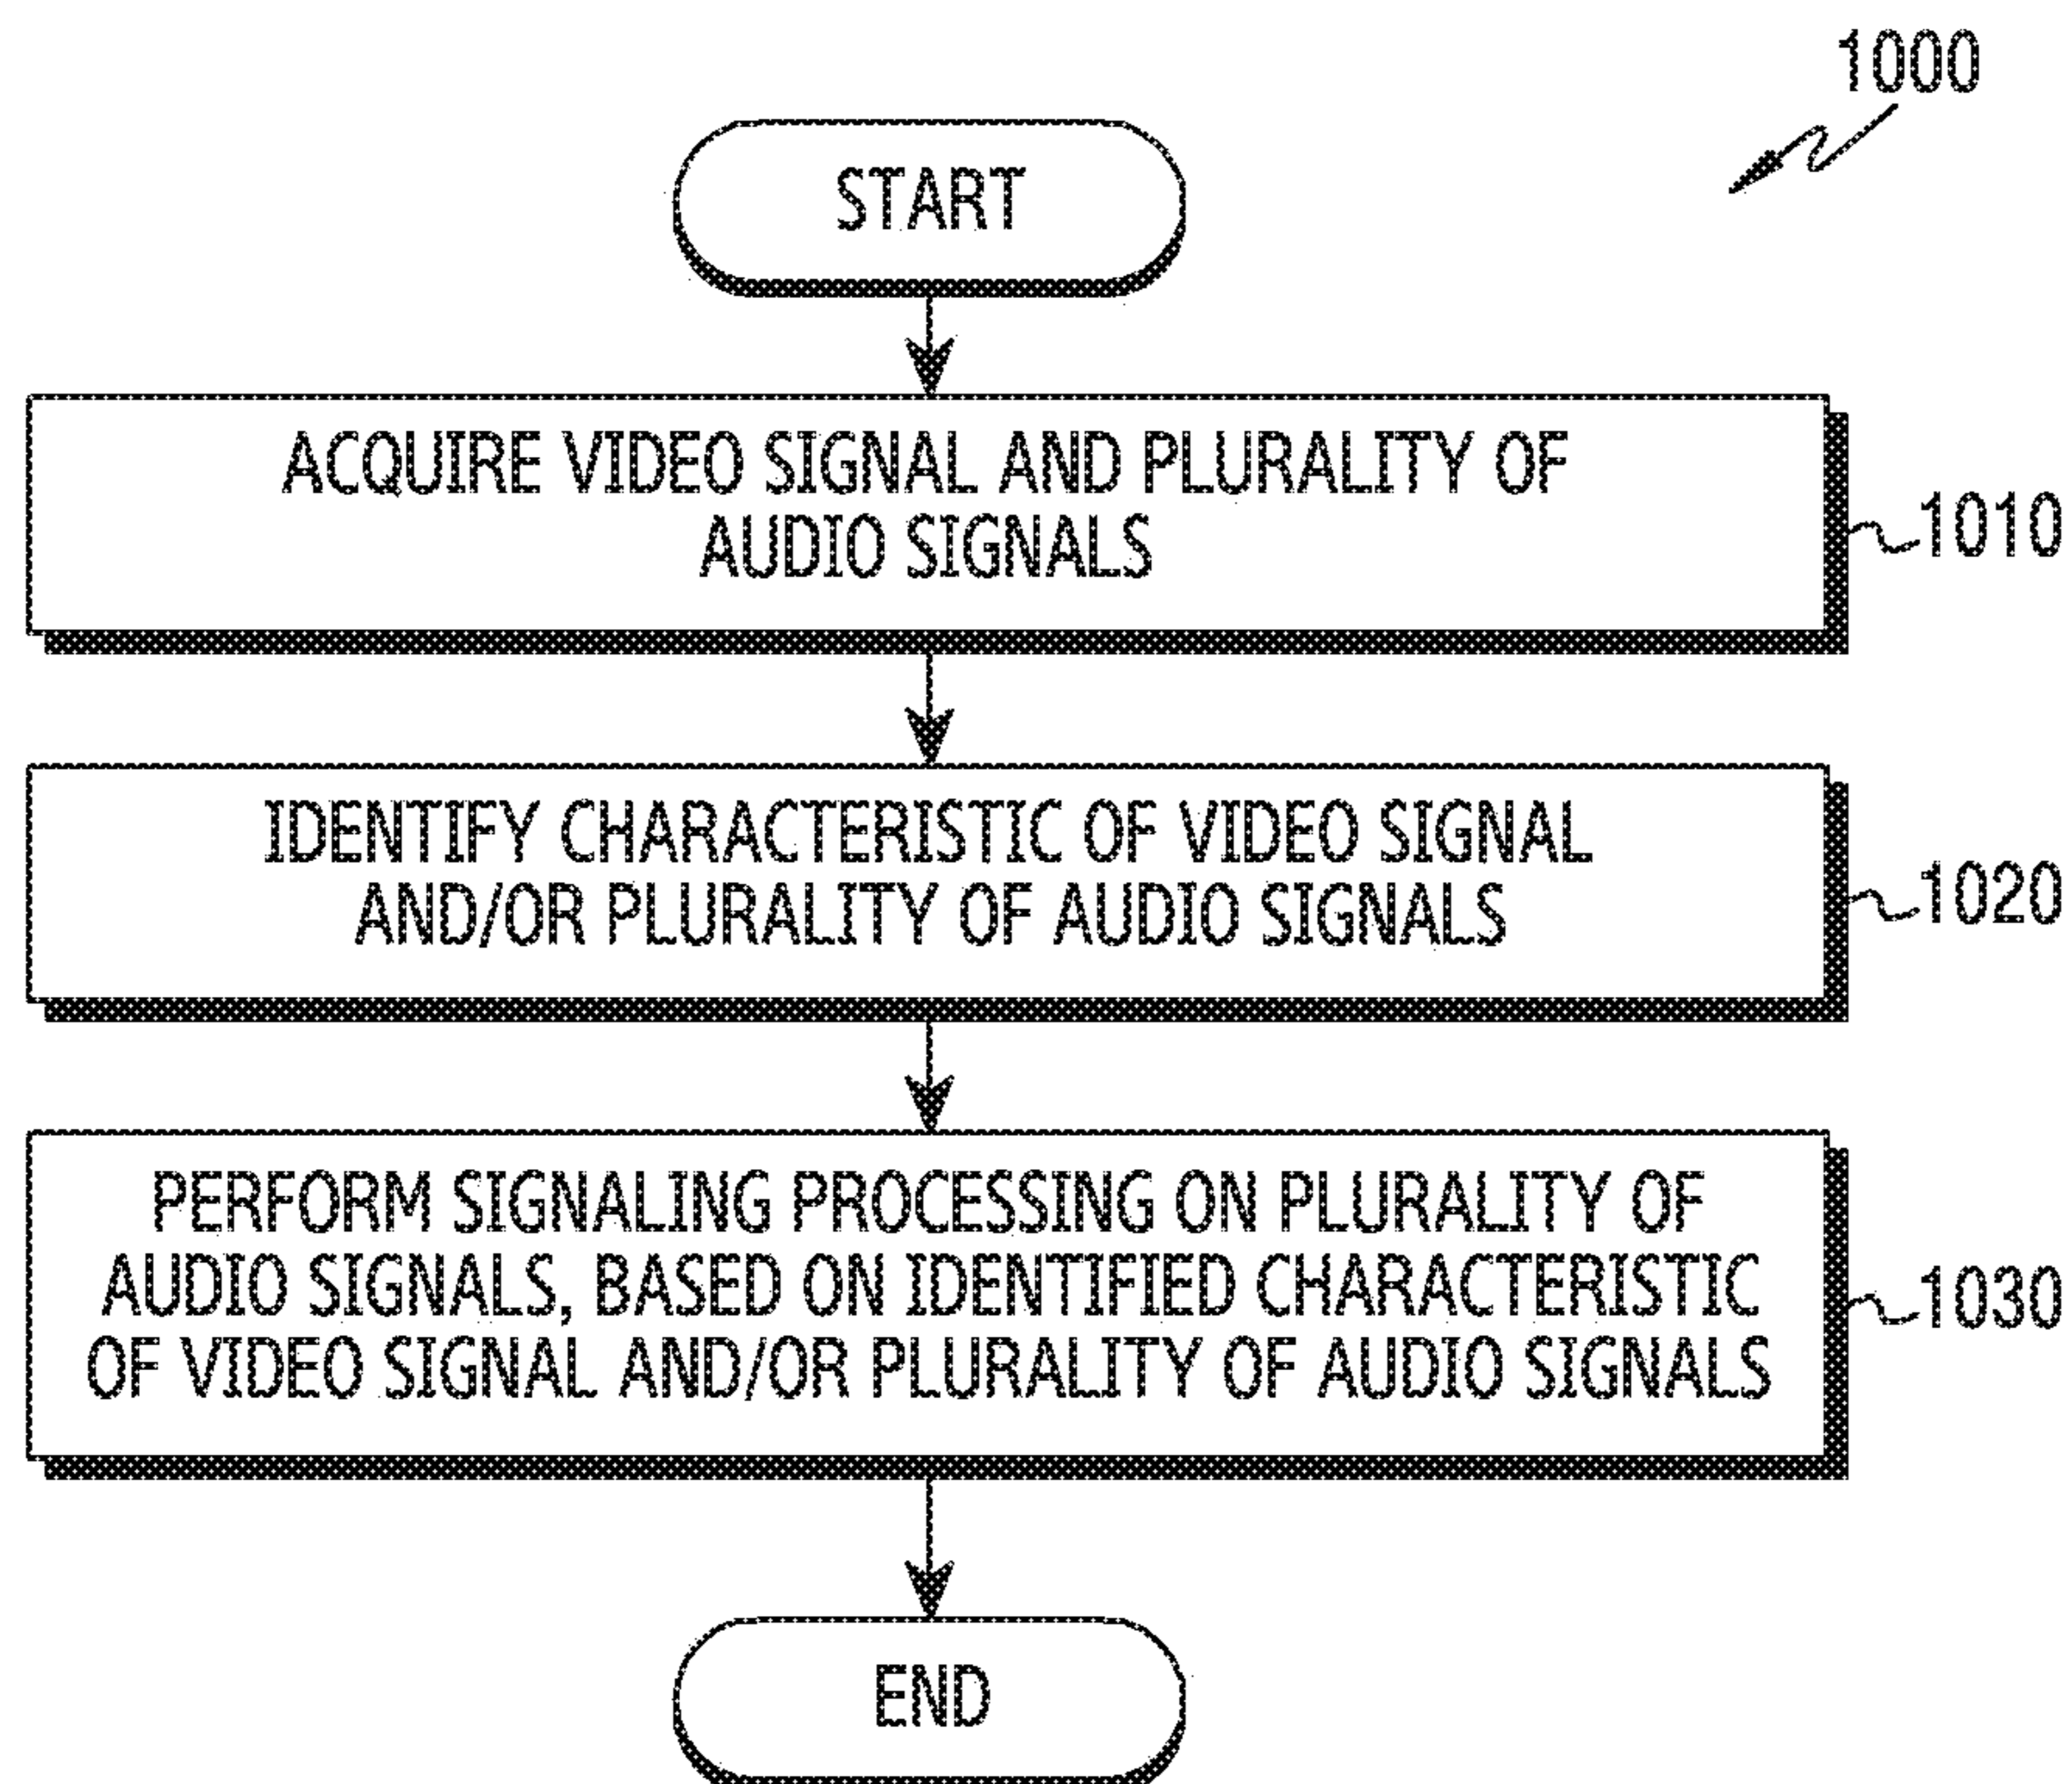 1000
START
ACQUIRE VIDEO SIGNAL AND PLURALITY OF
AUDIO SIGNALS
1010
IDENTIFY CHARACTERISTIC OF VIDEO SIGNAL
AND/OR PLURALITY OF AUDIO SIGNALS
1020
PERFORM SIGNALING PROCESSING ON PLURALITY OF
AUDIO SIGNALS, BASED ON IDENTIFIED CHARACTERISTIC
OF VIDEO SIGNAL AND/OR PLURALITY OF AUDIO SIGNALS
1030
END